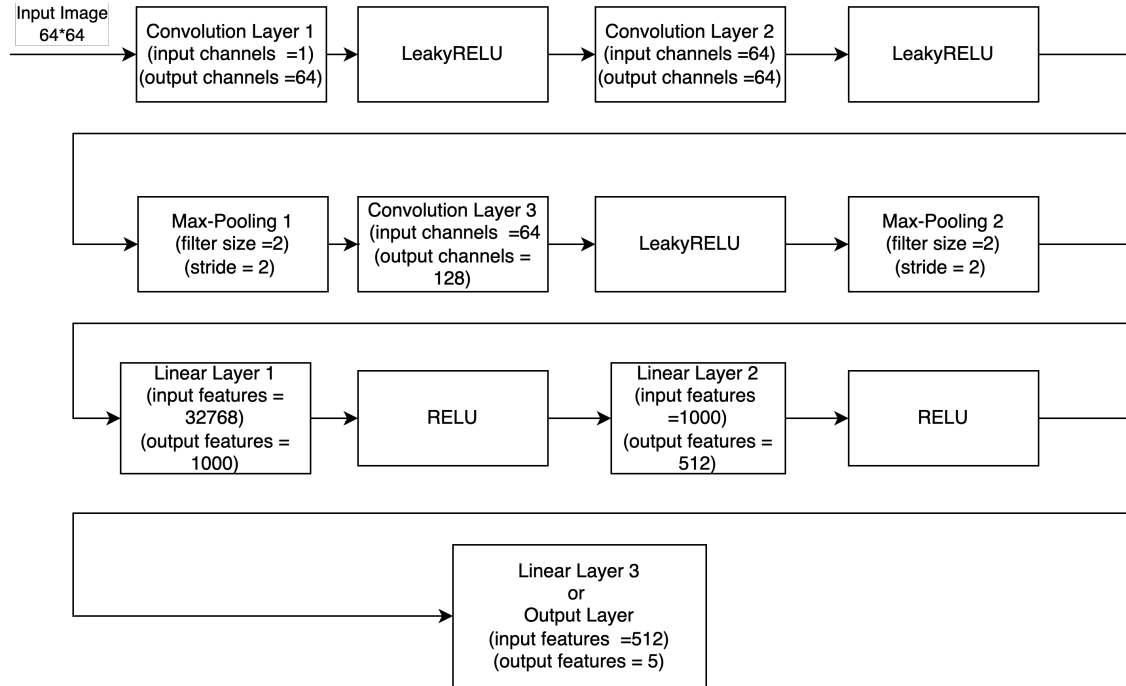 Input Image
64*64
Convolution Layer 1
(input channels =1)
(output channels =64)
LeakyRELU
Convolution Layer 2
(input channels =64)
(output channels =64)
LeakyRELU
Max-Pooling 1
(filter size =2)
(stride = 2)
Convolution Layer 3
(input channels =64
(output channels =
128)
LeakyRELU
Max-Pooling 2
(filter size =2)
(stride = 2)
Linear Layer 1
(input features =
32768)
(output features =
1000)
RELU
Linear Layer 2
(input features
=1000)
(output features =
512)
RELU
Linear Layer 3
or
Output Layer
(input features =512)
(output features = 5)